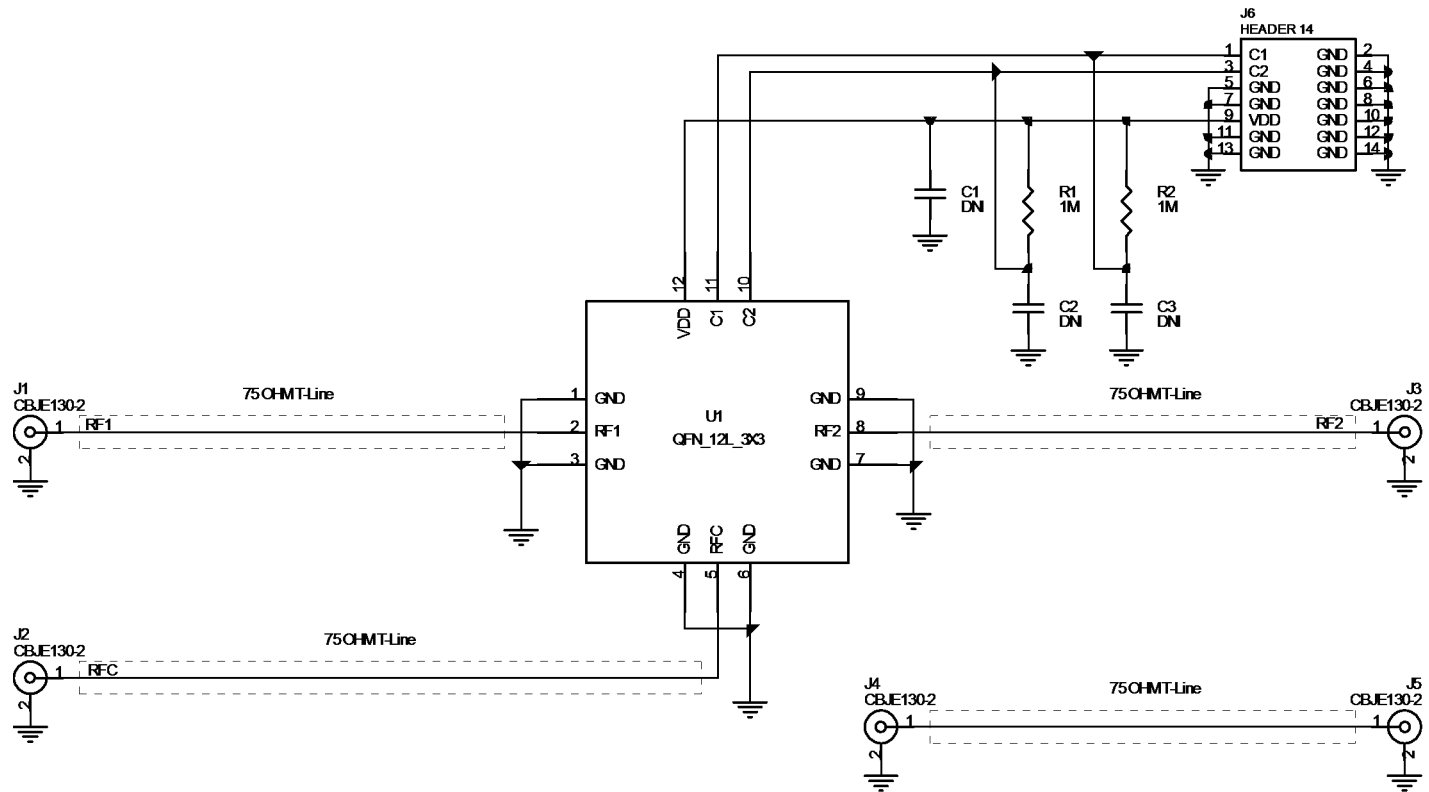 J6
HEADER 14
1 C1 GND 2
3 C2 GND 4
5 GND GND 6
7 GND GND 8
9 VDD GND 10
11 GND GND 12
13 GND GND 14
C1
DNI
R1
1M
R2
1M
C2
DNI
C3
DNI
12 11 10
VDD C1 C2
J1
CBJE130-2
75 OHM T-Line
1 RF1
2
1 GND
2 RF1
3 GND
U1
QFN_12L_3X3
GND 9
RF2 8
GND 7
75 OHM T-Line
J3
CBJE130-2
RF2 1
2
GND RFC GND
4 5 6
J2
CBJE130-2
75 OHM T-Line
1 RFC
2
J4
CBJE130-2
1
2
75 OHM T-Line
J5
CBJE130-2
1
2